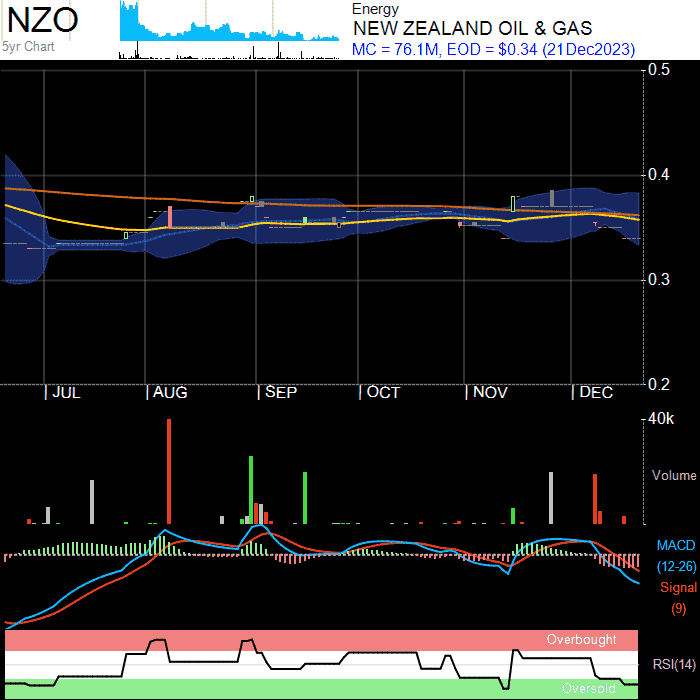 NZO
5yr Chart
Energy
NEW ZEALAND OIL & GAS
MC = 76.1M, EOD = $0.34 (21Dec2023)
0.5
0.4
0.3
0.2
JUL AUG SEP OCT NOV DEC
40k
Volume
MACD
(12-26)
Signal
(9)
Overbought
RSI(14)
Oversold